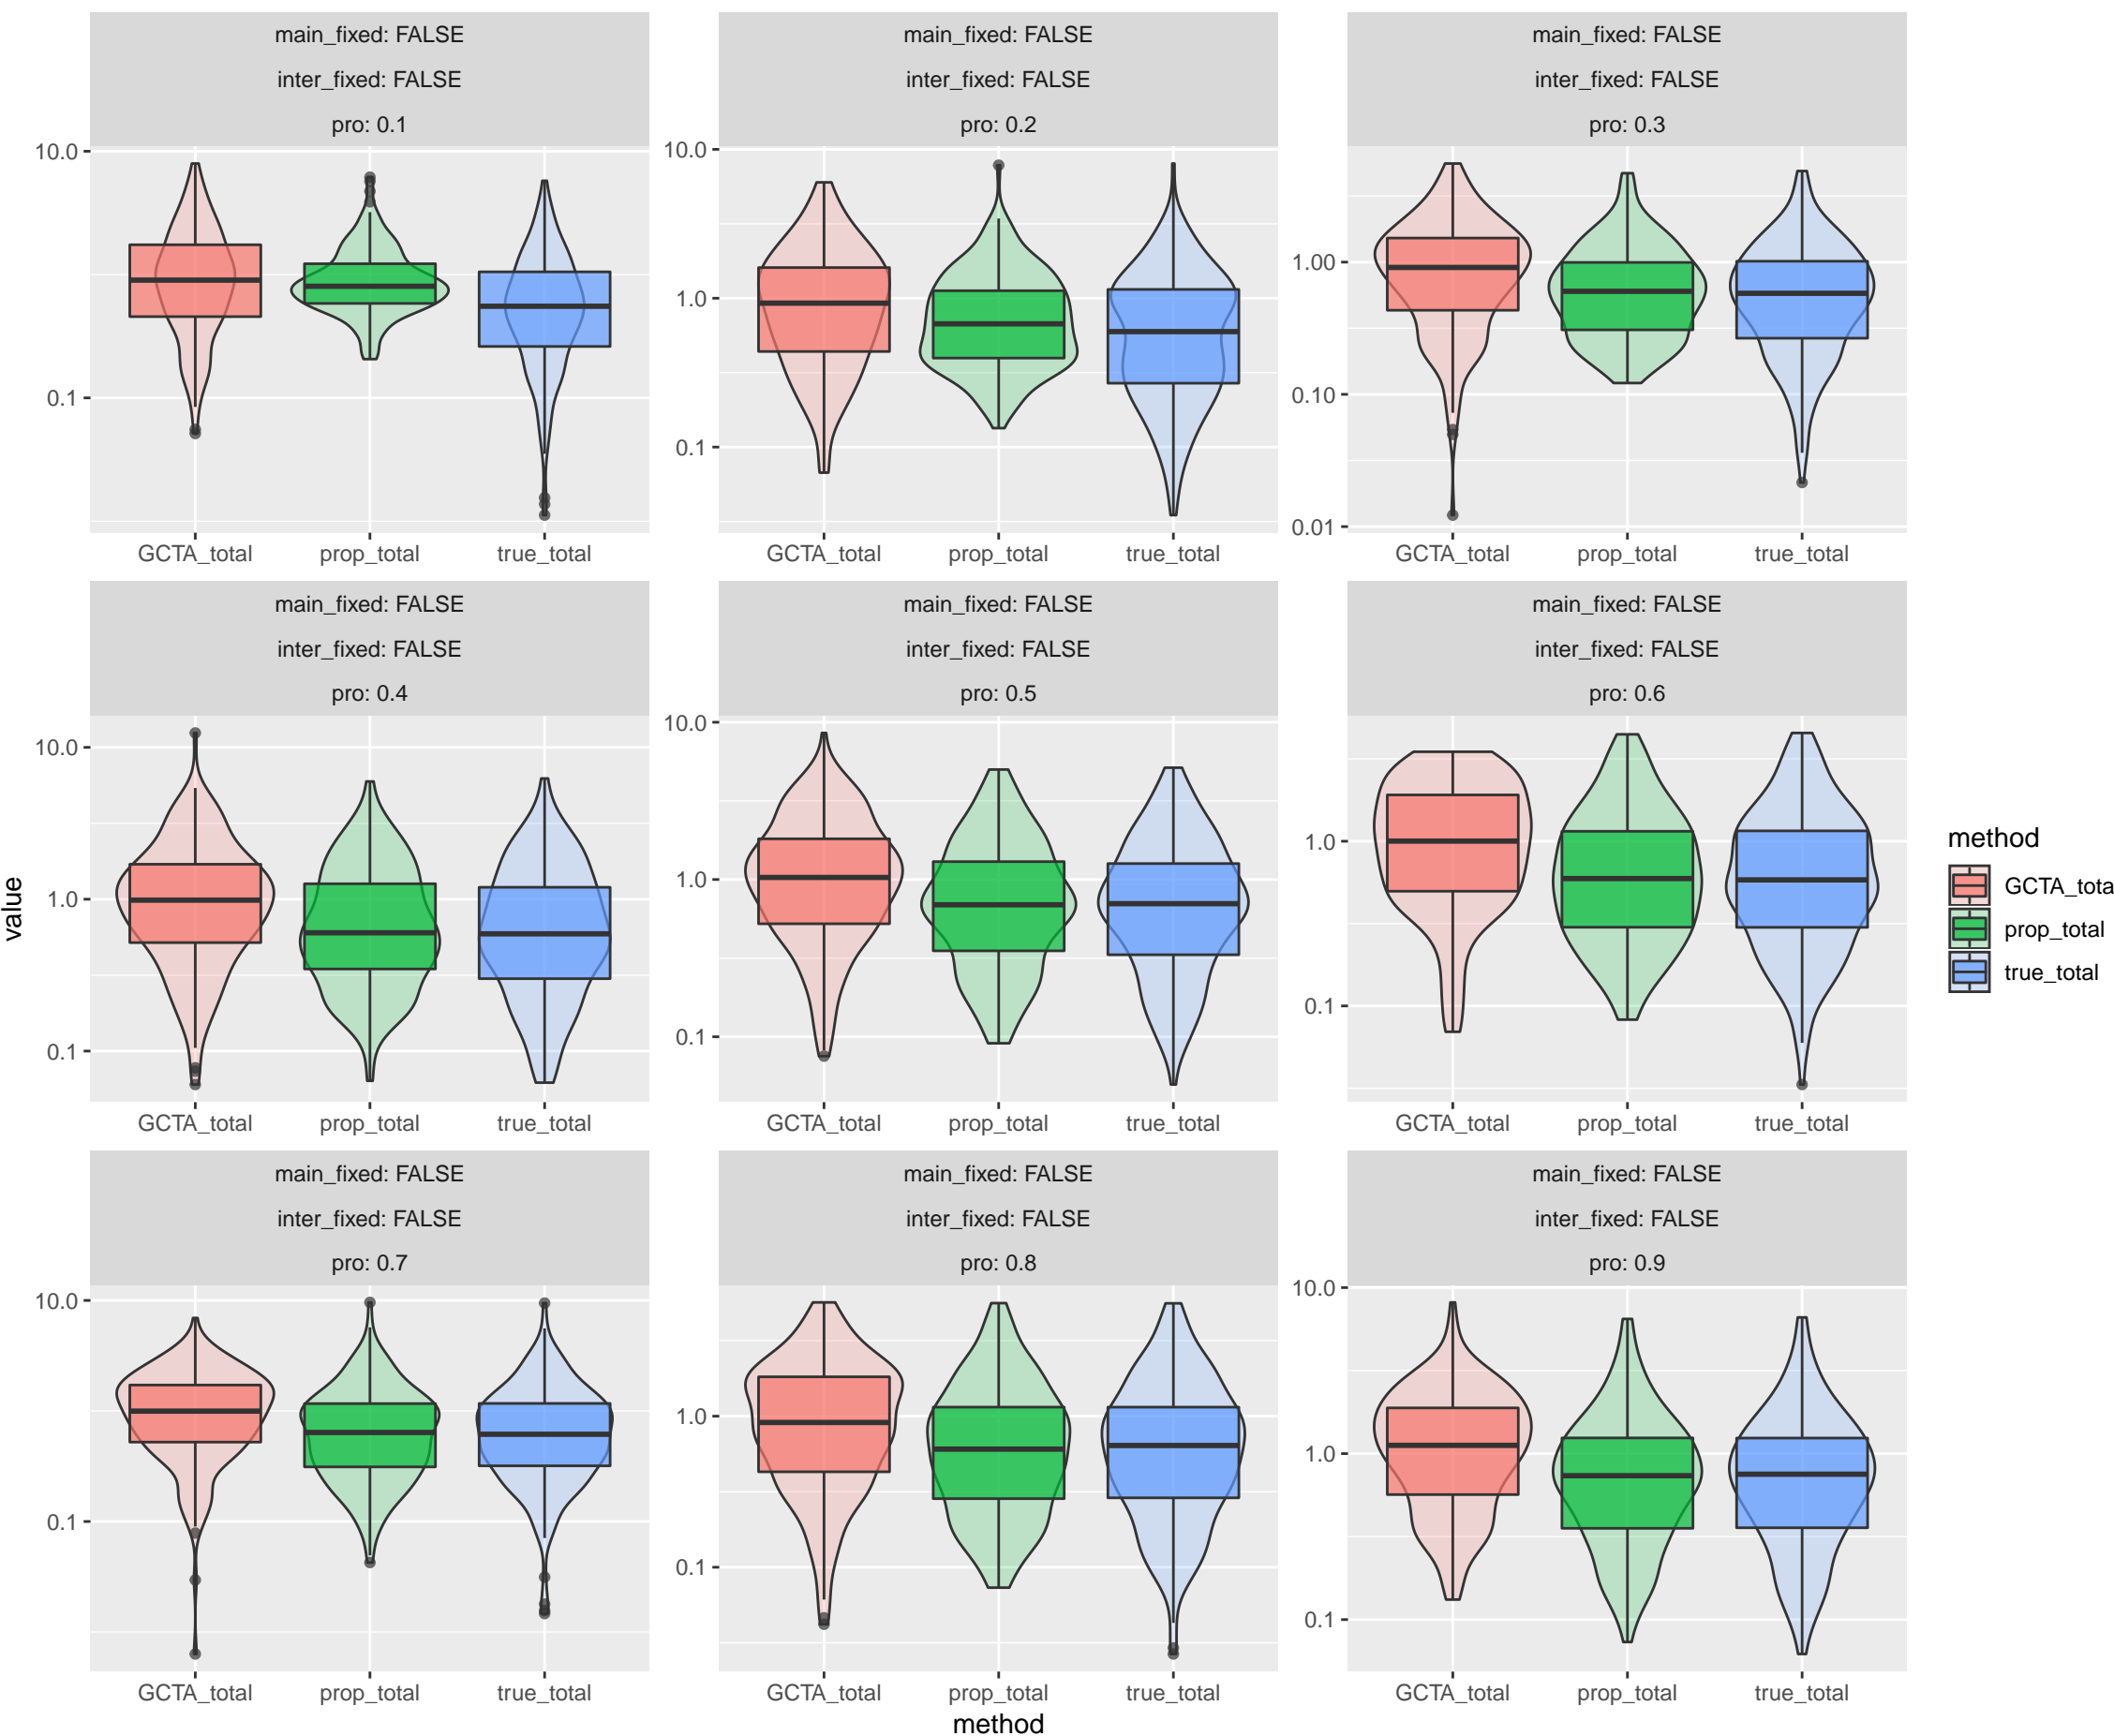 main_fixed: FALSE main_fixed: FALSE main_fixed: FALSE
inter_fixed: FALSE inter_fixed: FALSE inter_fixed: FALSE
pro: 0.1 pro: 0.2 pro: 0.3
10.0 10.0
1.0 1.00
0.1 0.1 0.10
0.01
GCTA_total prop_total true_total GCTA_total prop_total true_total GCTA_total prop_total true_total
main_fixed: FALSE main_fixed: FALSE main_fixed: FALSE
inter_fixed: FALSE inter_fixed: FALSE inter_fixed: FALSE
pro: 0.4 pro: 0.5 pro: 0.6
10.0 10.0
1.0 1.0 1.0
0.1 0.1 0.1
GCTA_total prop_total true_total GCTA_total prop_total true_total GCTA_total prop_total true_total
main_fixed: FALSE main_fixed: FALSE main_fixed: FALSE
inter_fixed: FALSE inter_fixed: FALSE inter_fixed: FALSE
pro: 0.7 pro: 0.8 pro: 0.9
10.0 10.0
1.0 1.0
0.1 0.1 0.1
GCTA_total prop_total true_total GCTA_total prop_total true_total GCTA_total prop_total true_total
method
value
method
GCTA_tota
prop_total
true_total